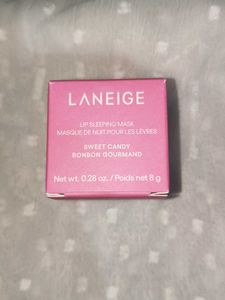 LANEIGE
LIP SLEEPING MASK
MASQUE DE NUIT POUR LES LÈVRES
SWEET CANDY
BONBON GOURMAND
Net wt. 0.28 oz. / Poids net 8 g